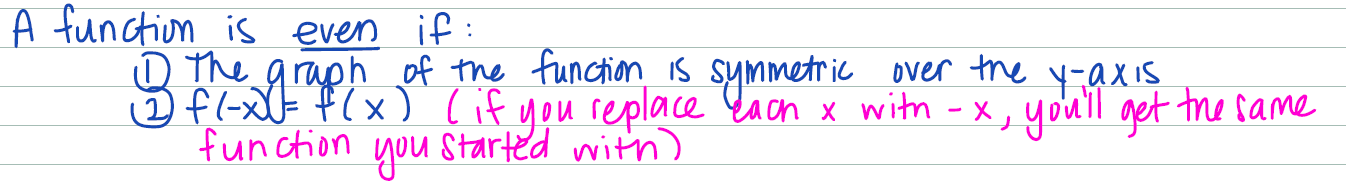 A function is even if:
① The graph of the function is symmetric over the y-axis
② f(-x) = f(x) (if you replace each x with -x, you'll get the same
function you started with)